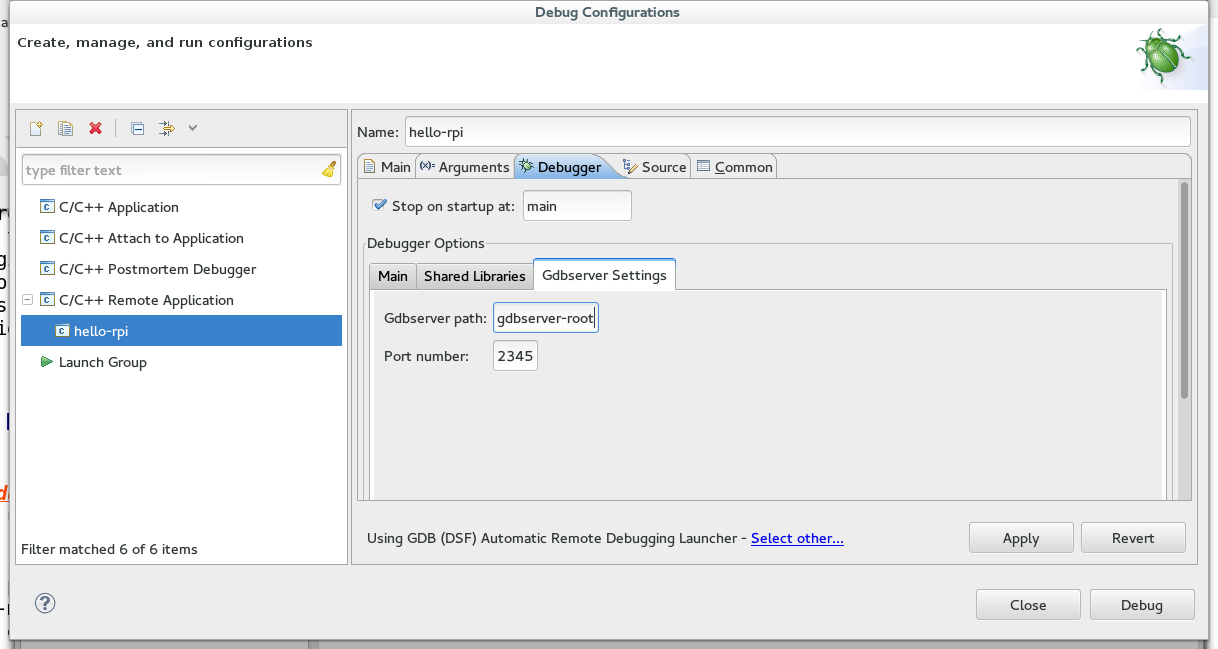 Debug Configurations
Create, manage, and run configurations
Name: hello-rpi
type filter text
Main (x)= Arguments Debugger Source Common
C/C++ Application
Stop on startup at: main
C/C++ Attach to Application
Debugger Options
C/C++ Postmortem Debugger
Main Shared Libraries Gdbserver Settings
C/C++ Remote Application
Gdbserver path: gdbserver-root
hello-rpi
Port number: 2345
Launch Group
Filter matched 6 of 6 items
Using GDB (DSF) Automatic Remote Debugging Launcher - Select other...
Apply Revert
Close Debug